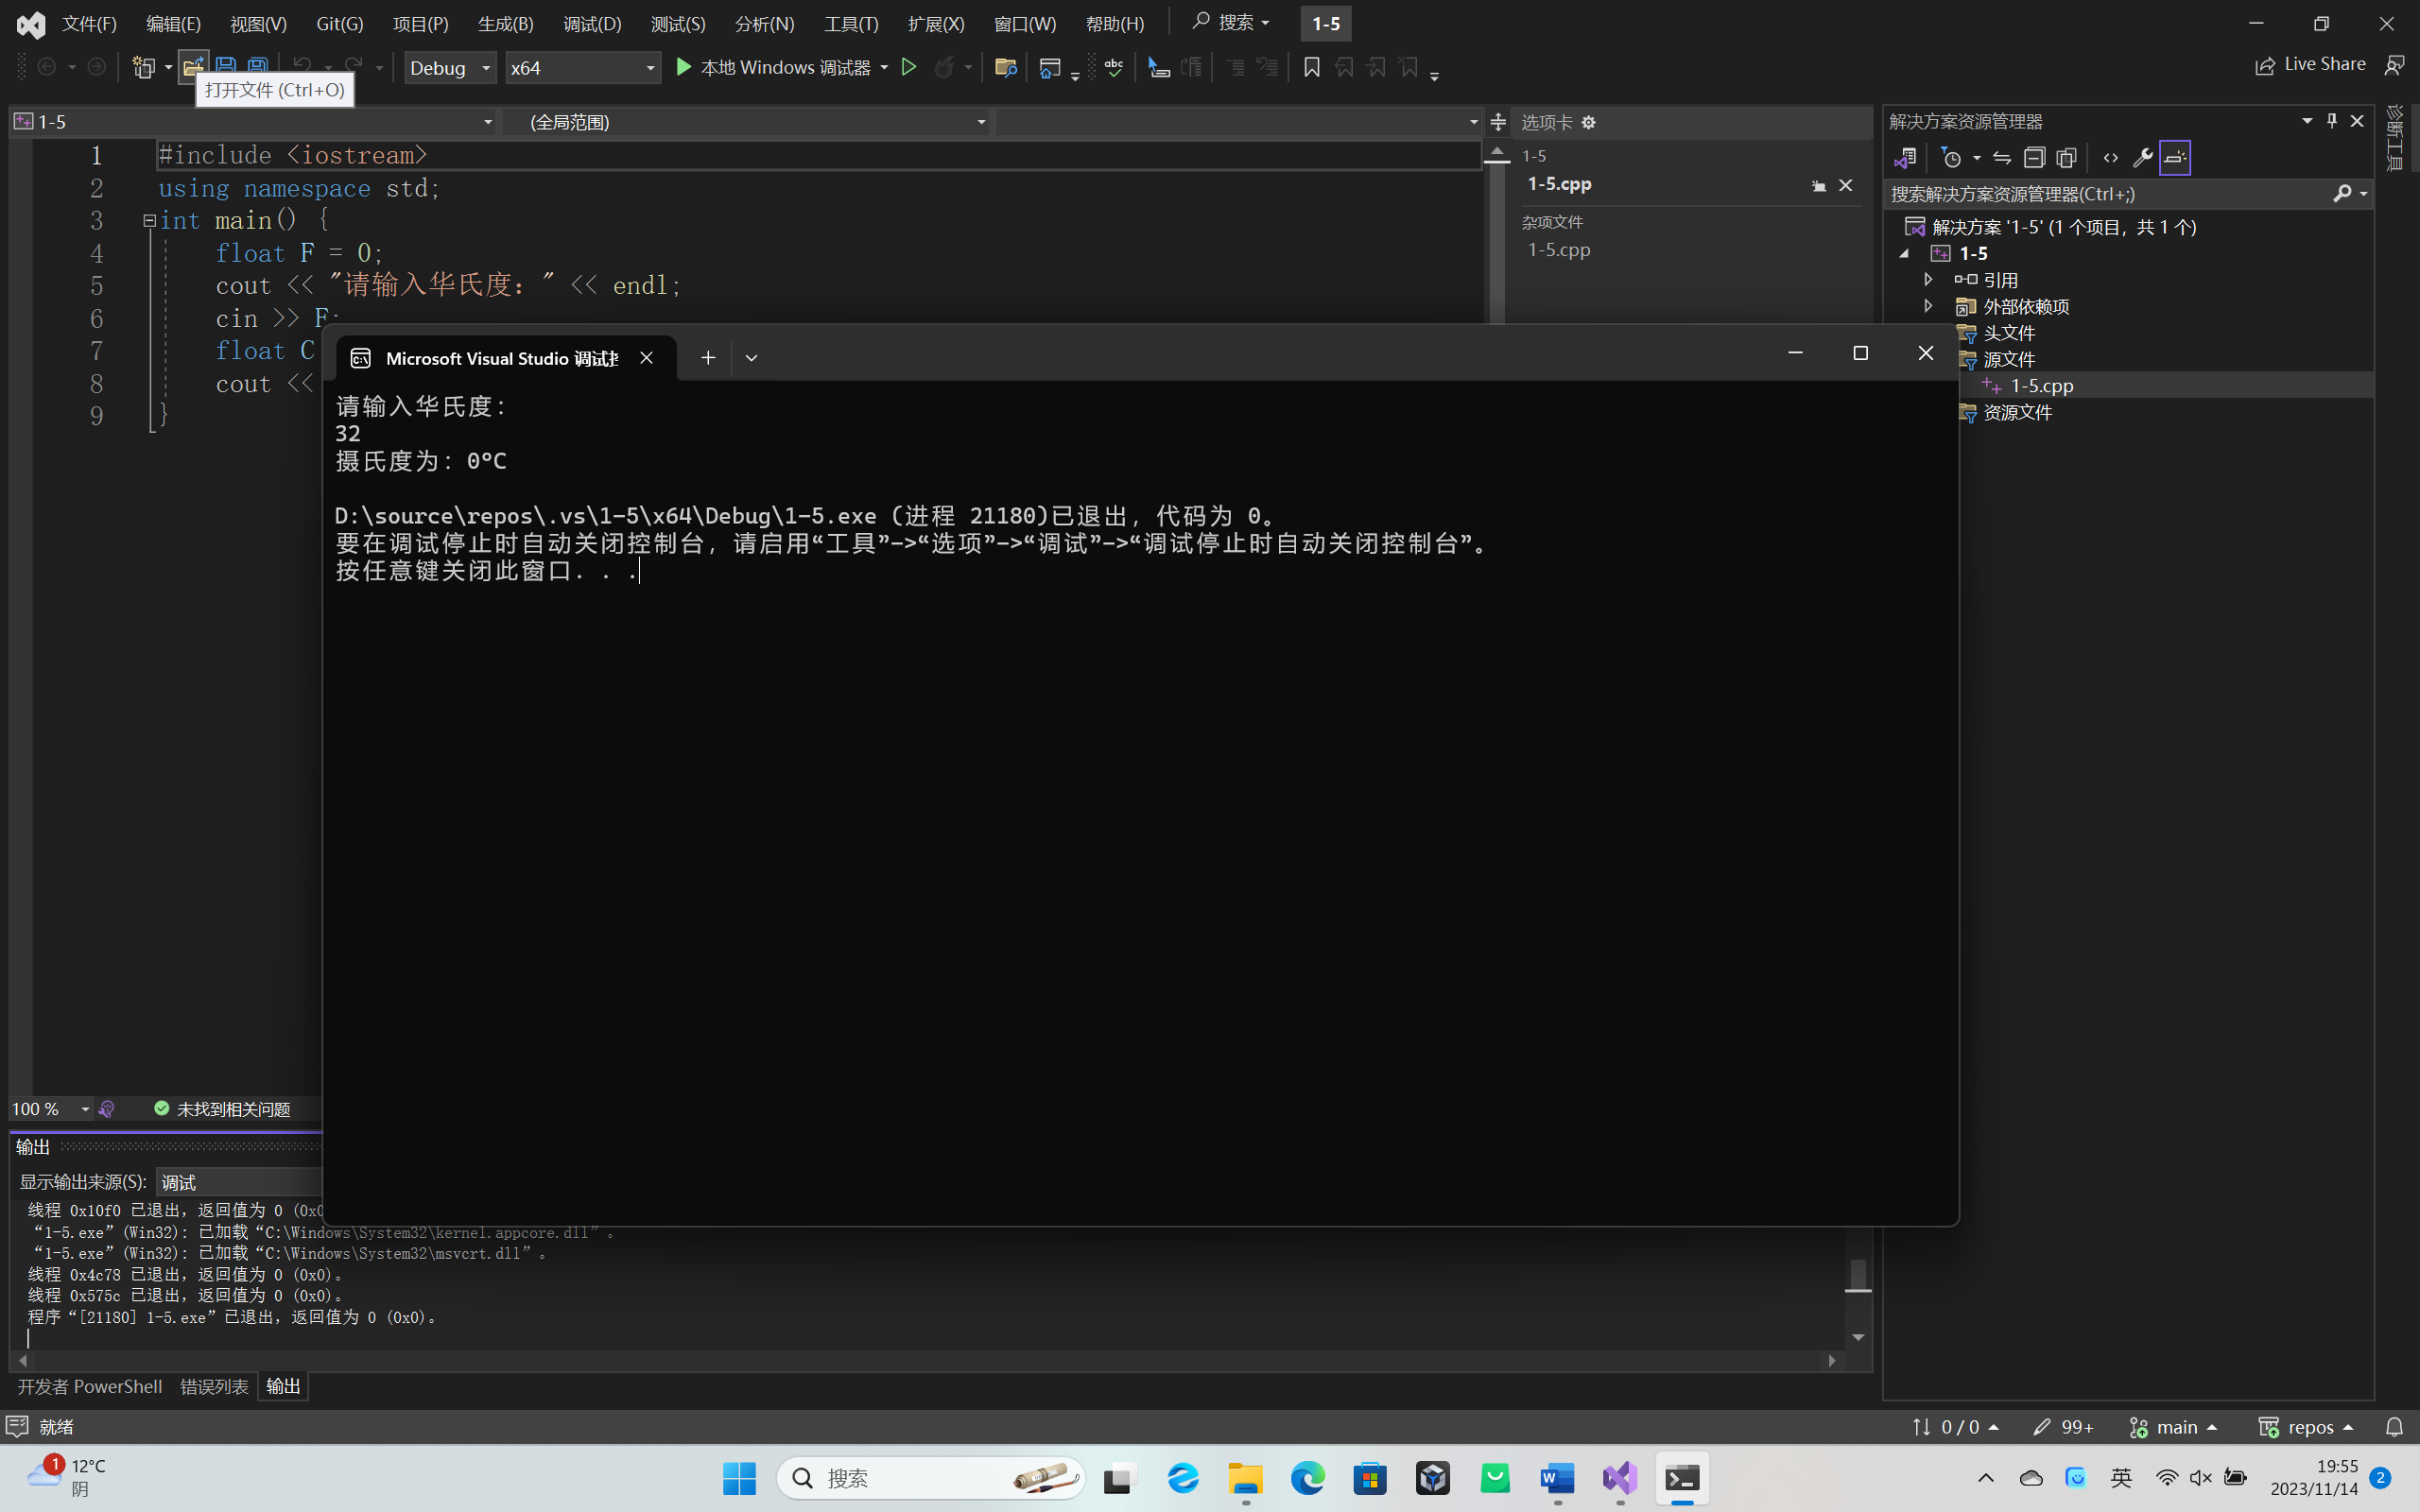 文件(F) 编辑(E) 视图(V) Git(G) 项目(P) 生成(B) 调试(D) 测试(S) 分析(N) 工具(T) 扩展(X) 窗口(W) 帮助(H) 搜索 1-5
Debug x64 本地 Windows 调试器 abc Live Share
打开文件 (Ctrl+O)
1-5 (全局范围) 选项卡 解决方案资源管理器 诊断工具
1 #include <iostream>
2 using namespace std;
3 int main() {
4 float F = 0;
5 cout << "请输入华氏度：" << endl;
6 cin >> F;
7 float C
8 cout <<
9 }
1-5
1-5.cpp
杂项文件
1-5.cpp
搜索解决方案资源管理器(Ctrl+;)
解决方案 '1-5' (1 个项目，共 1 个)
1-5
引用
外部依赖项
头文件
源文件
1-5.cpp
资源文件
Microsoft Visual Studio 调试
请输入华氏度：
32
摄氏度为：0°C
D:\source\repos\.vs\1-5\x64\Debug\1-5.exe (进程 21180)已退出，代码为 0。
要在调试停止时自动关闭控制台，请启用“工具”->“选项”->“调试”->“调试停止时自动关闭控制台”。
按任意键关闭此窗口. . .
100 % 未找到相关问题
输出
显示输出来源(S): 调试
线程 0x10f0 已退出，返回值为 0 (0x0
“1-5.exe”(Win32): 已加载“C:\Windows\System32\kernel.appcore.dll”。
“1-5.exe”(Win32): 已加载“C:\Windows\System32\msvcrt.dll”。
线程 0x4c78 已退出，返回值为 0 (0x0)。
线程 0x575c 已退出，返回值为 0 (0x0)。
程序“[21180] 1-5.exe”已退出，返回值为 0 (0x0)。
开发者 PowerShell 错误列表 输出
就绪 0 / 0 99+ main repos
1 12°C
阴
搜索
W
英
19:55
2023/11/14
2